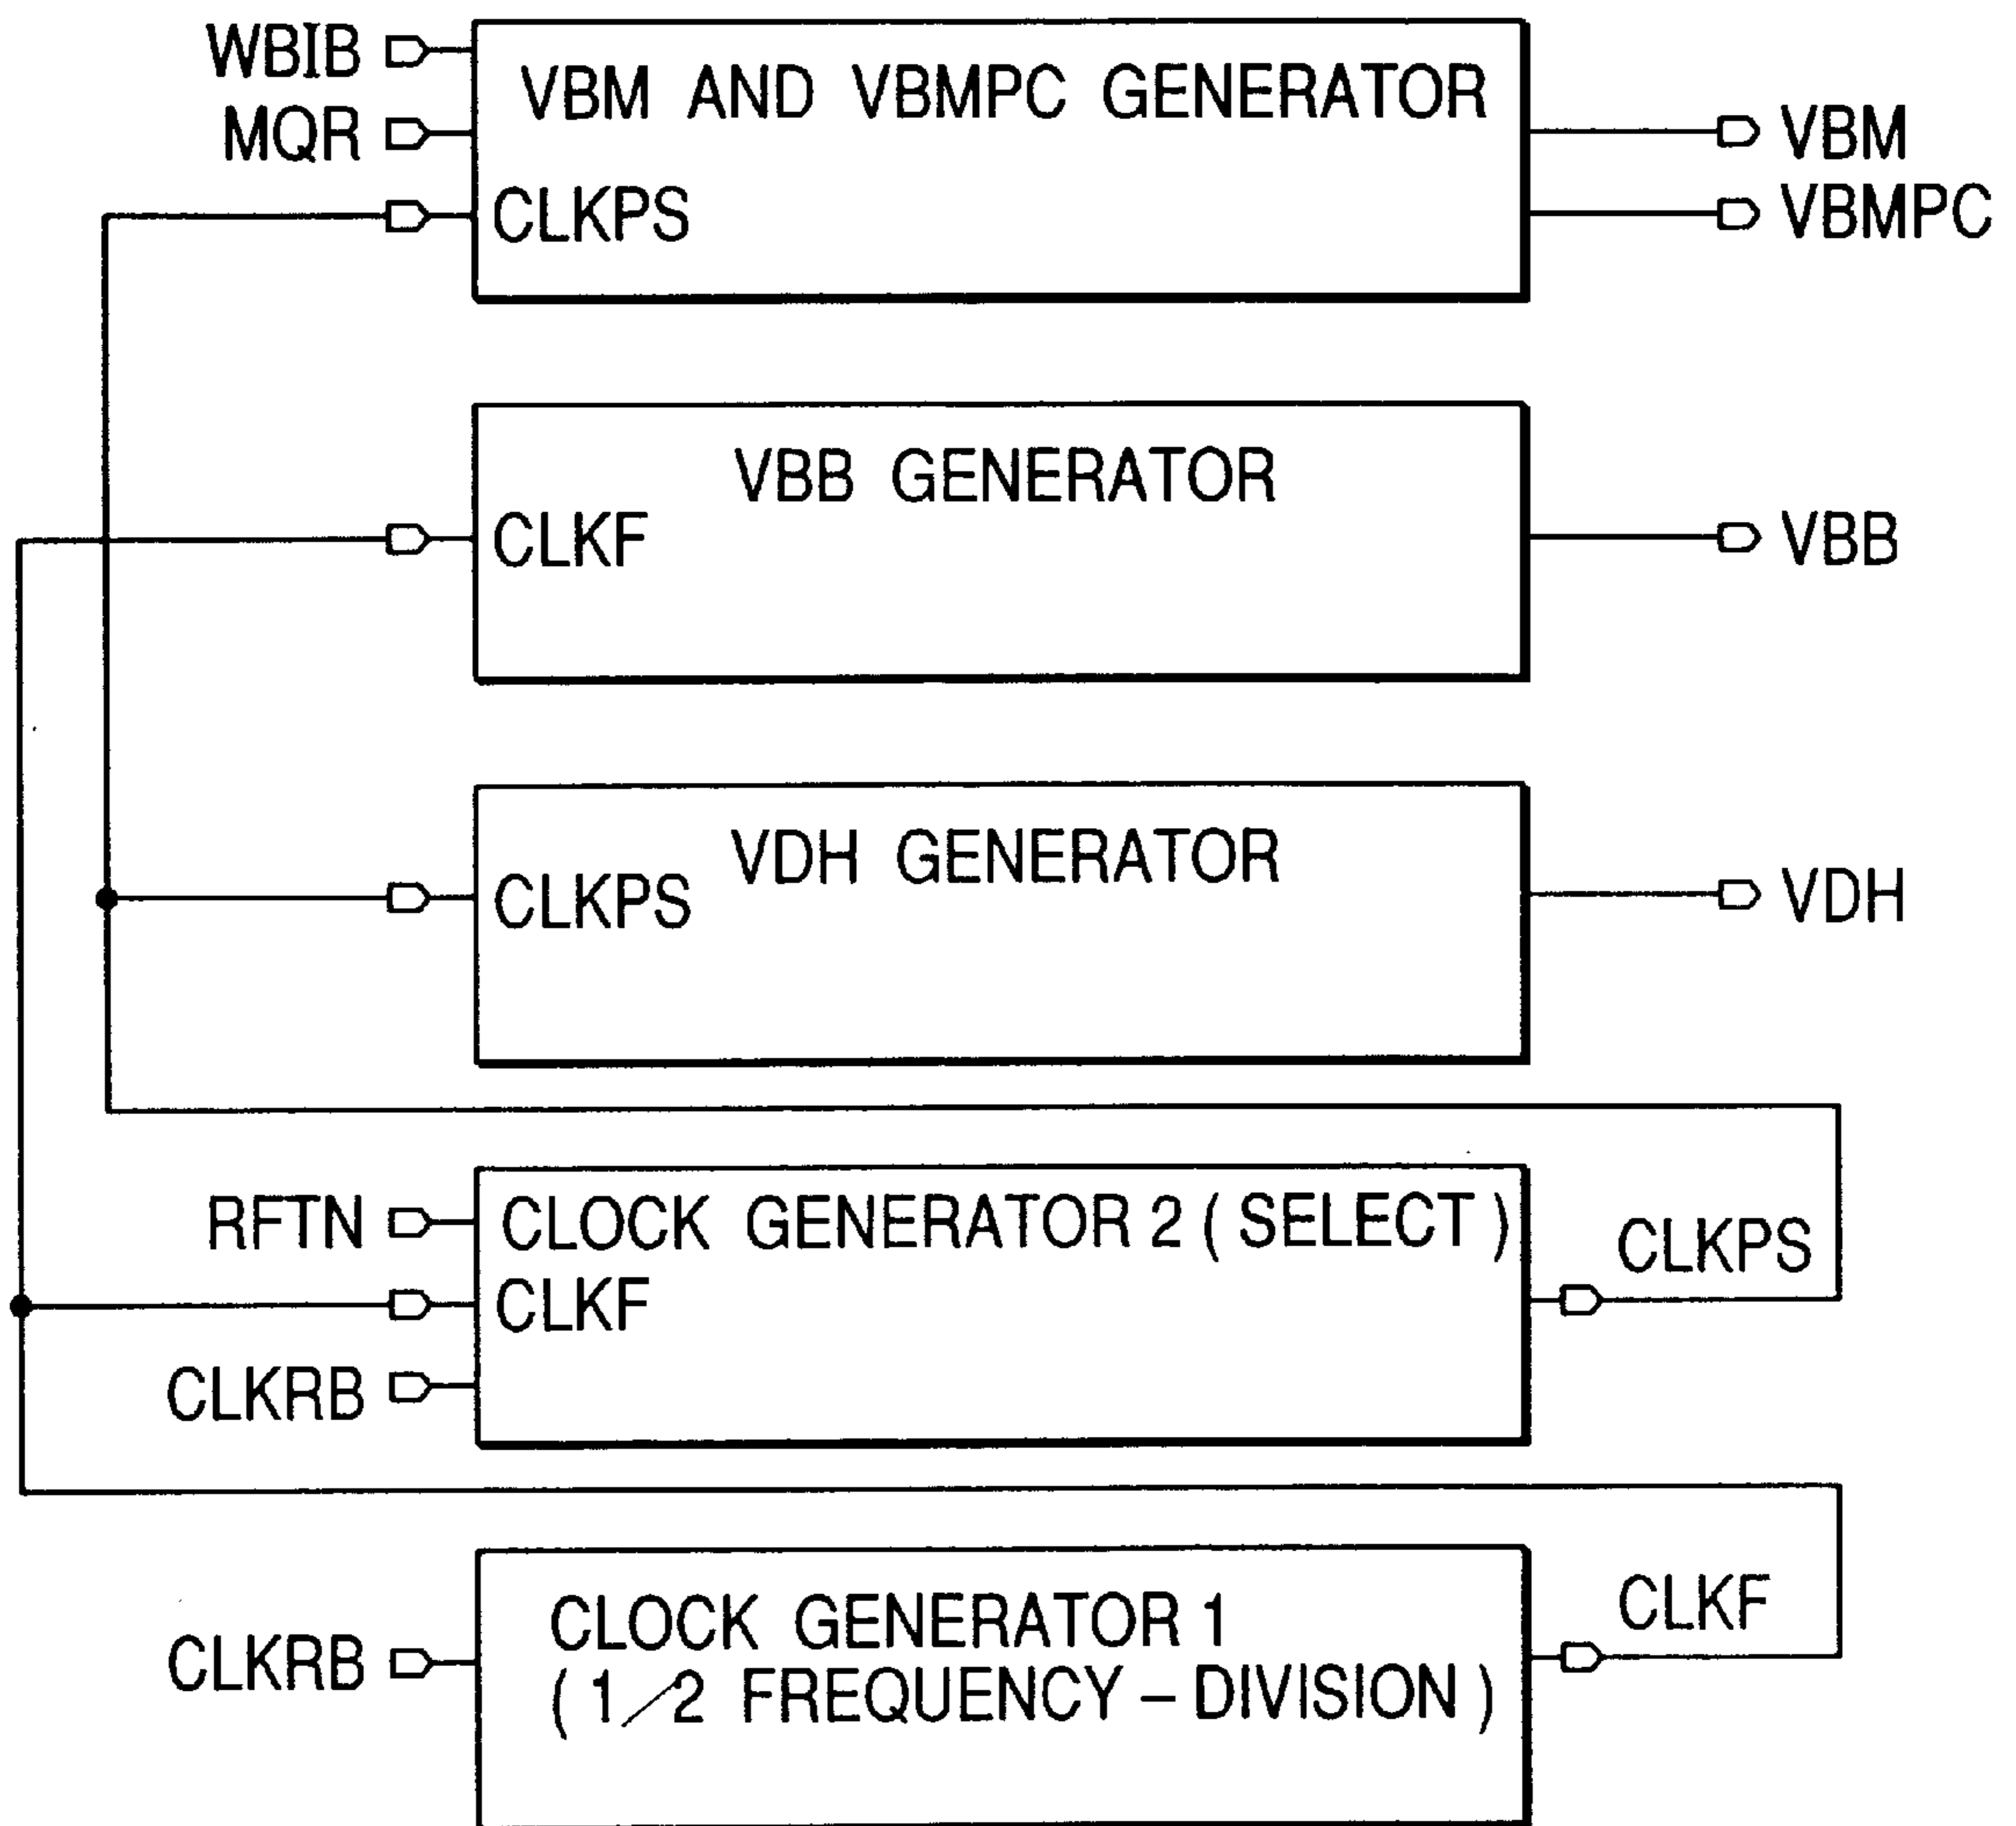 WBIB
VBM AND VBMPC GENERATOR
MQR
VBM
CLKPS
VBMPC
VBB GENERATOR
CLKF
VBB
VDH GENERATOR
CLKPS
VDH
RFTN
CLOCK GENERATOR 2 ( SELECT )
CLKPS
CLKF
CLKRB
CLOCK GENERATOR 1
CLKF
CLKRB
( 1/2 FREQUENCY – DIVISION )